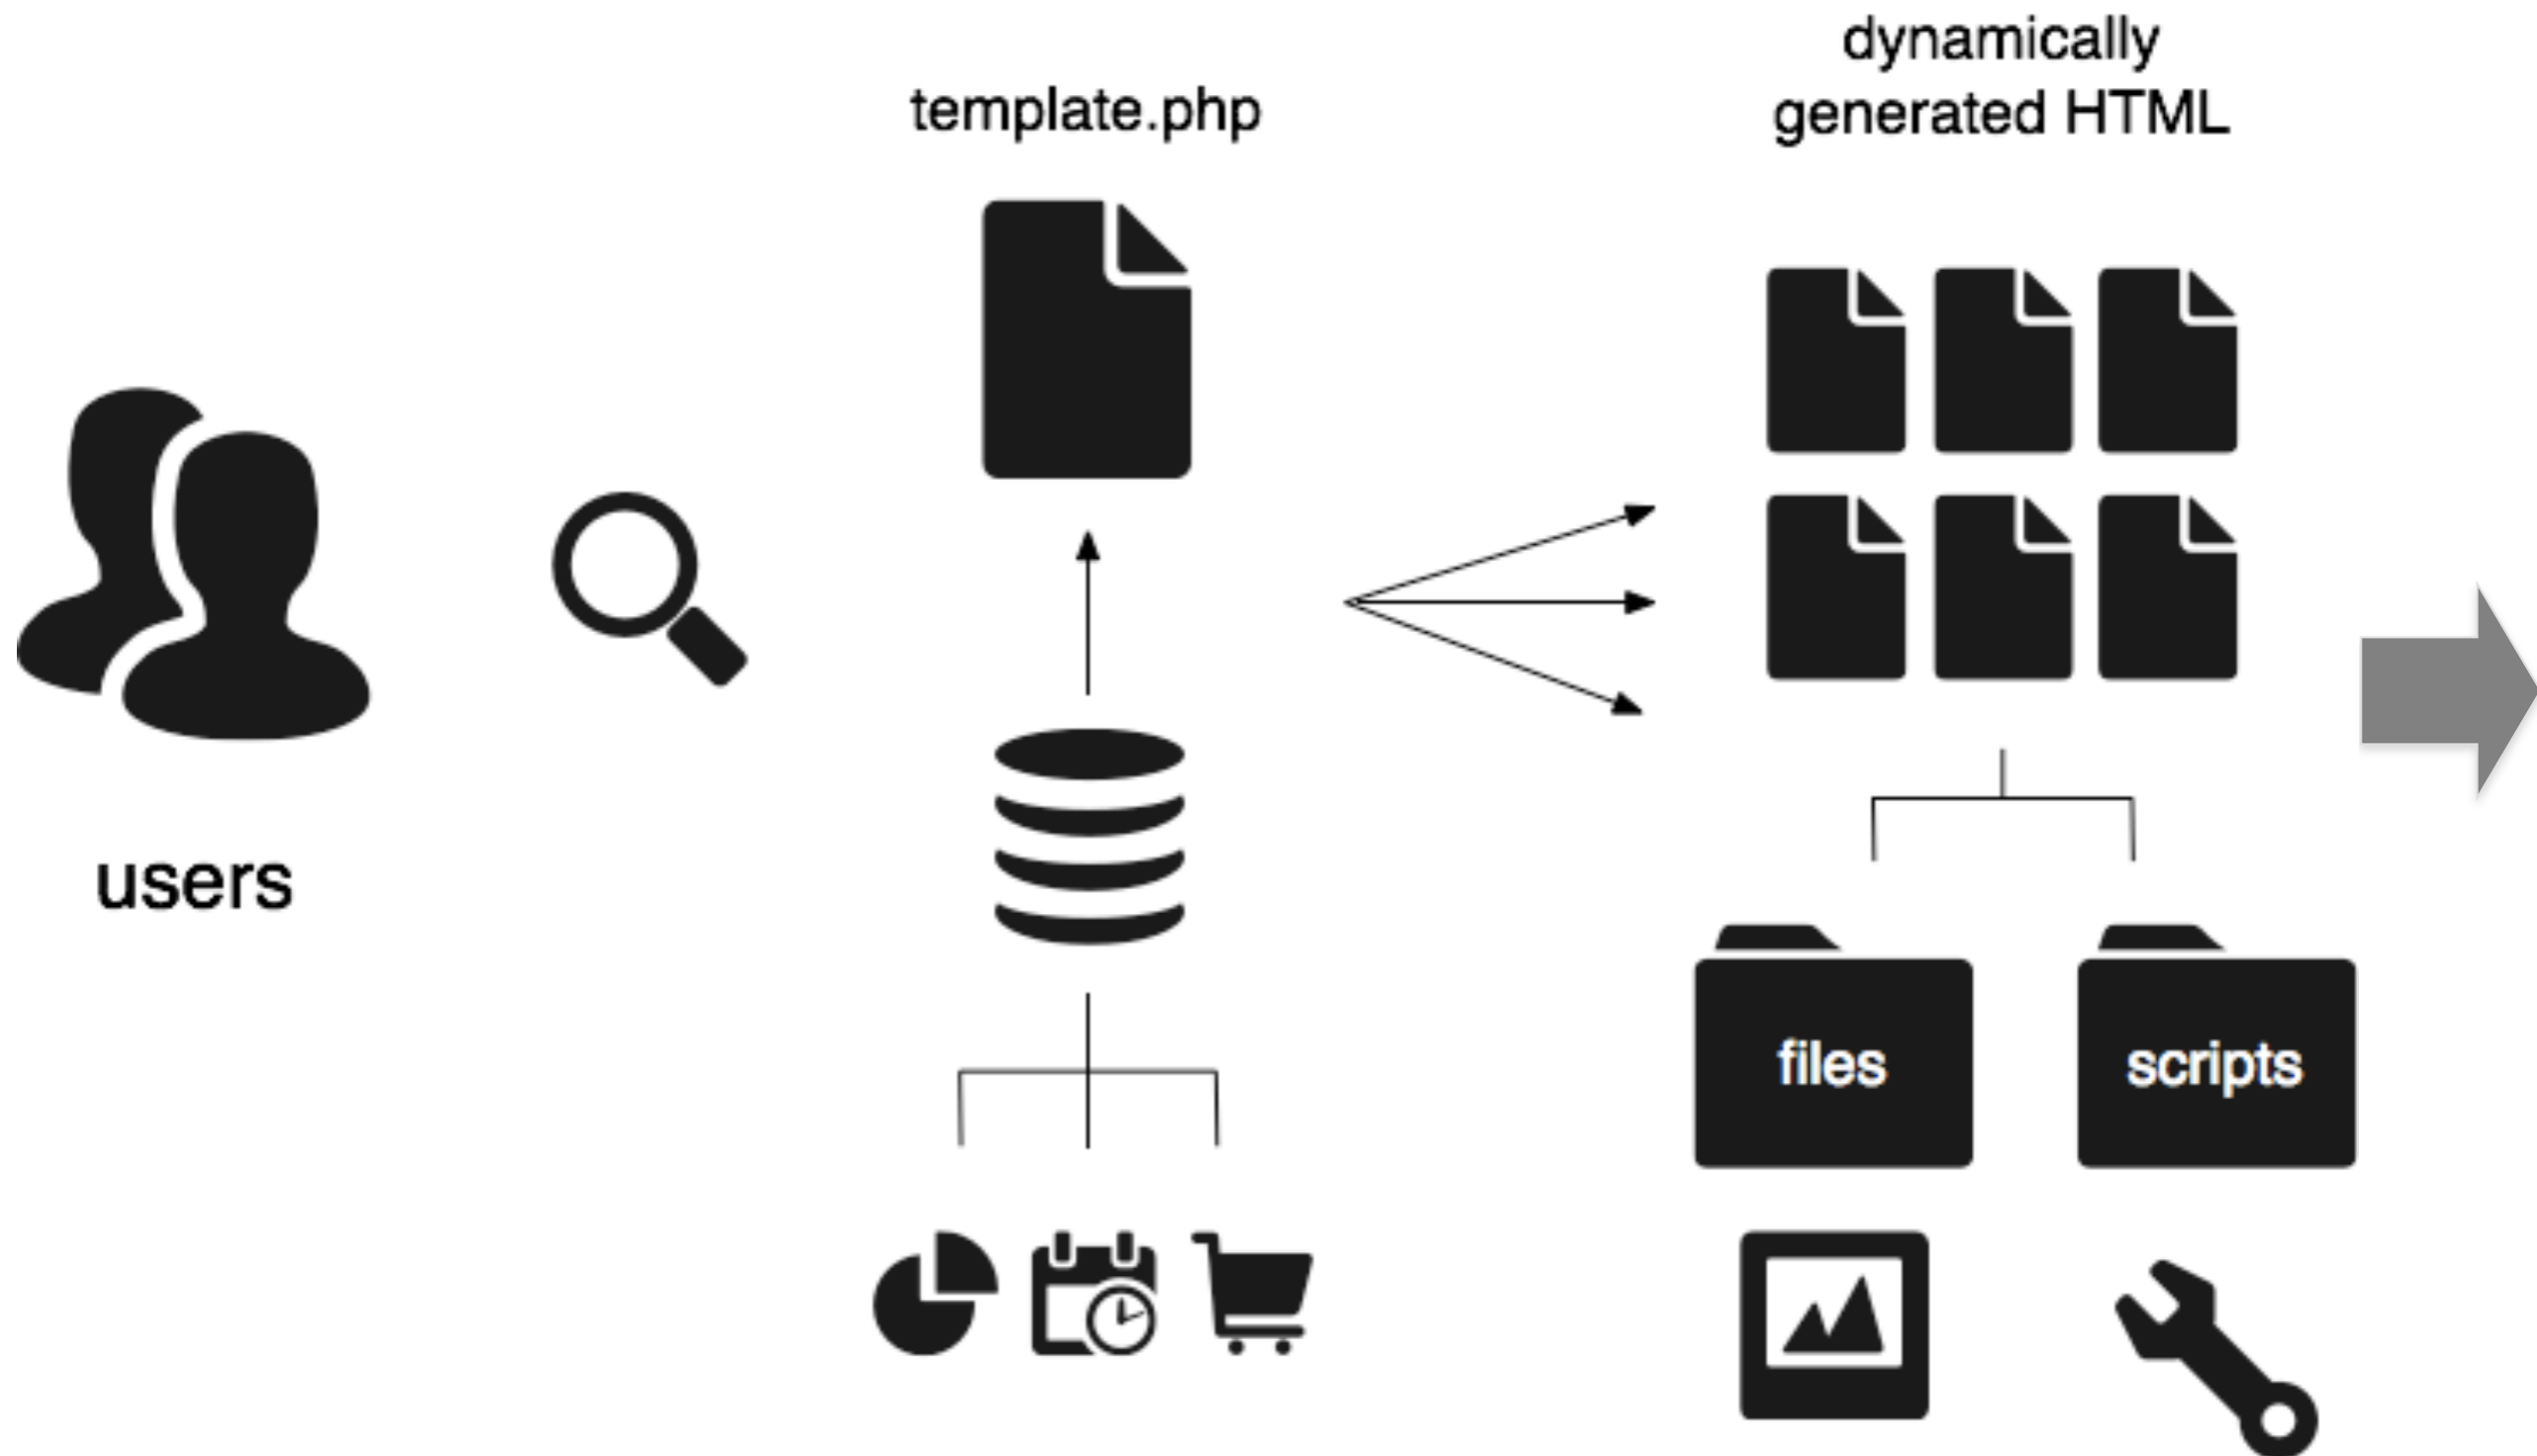 users
template.php
dynamically
generated HTML
files
scripts